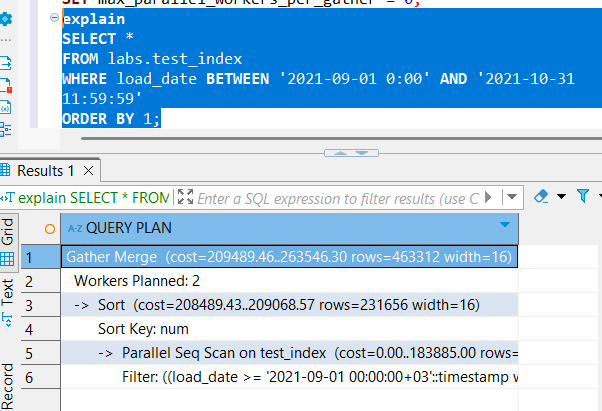 SET max_parallel_workers_per_gather = 0;
explain
SELECT *
FROM labs.test_index
WHERE load_date BETWEEN '2021-09-01 0:00' AND '2021-10-31
11:59:59'
ORDER BY 1;
Results 1
explain SELECT * FROM
Enter a SQL expression to filter results (use C
Grid
A-Z QUERY PLAN
1 Gather Merge (cost=209489.46..263546.30 rows=463312 width=16)
2 Workers Planned: 2
3 -> Sort (cost=208489.43..209068.57 rows=231656 width=16)
Text
4 Sort Key: num
5 -> Parallel Seq Scan on test_index (cost=0.00..183885.00 rows=
6 Filter: ((load_date >= '2021-09-01 00:00:00+03'::timestamp w
Record